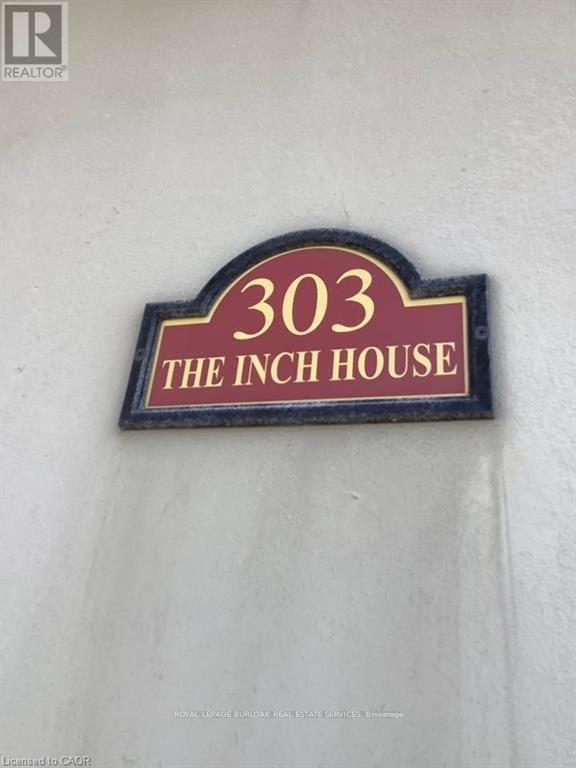 R
REALTOR®
303
THE INCH HOUSE
ROYAL LEPAGE BURLOAK REAL ESTATE SERVICES, Brokerage
Licensed to CAOR